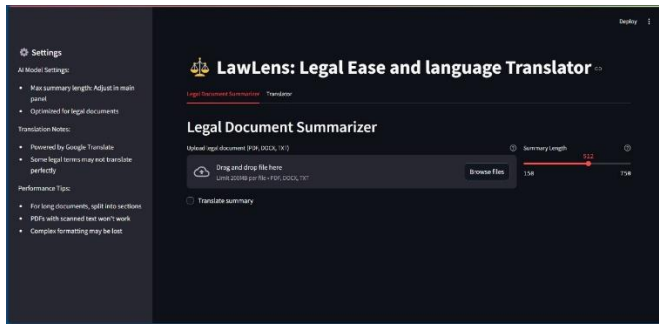 Deploy
Settings
AI Model Settings:
Max summary length: Adjust in main
panel
Optimized for legal documents
Translation Notes:
Powered by Google Translate
Some legal terms may not translate
perfectly
Performance Tips:
For long documents, split into sections
PDFs with scanned text won't work
Complex formatting may be lost
LawLens: Legal Ease and language Translator
Legal Document Summarizer Translator
Legal Document Summarizer
Upload legal document (PDF, DOCX, TXT)
Drag and drop file here
Limit 200MB per file • PDF, DOCX, TXT
Browse files
Summary Length
512
150 750
Translate summary